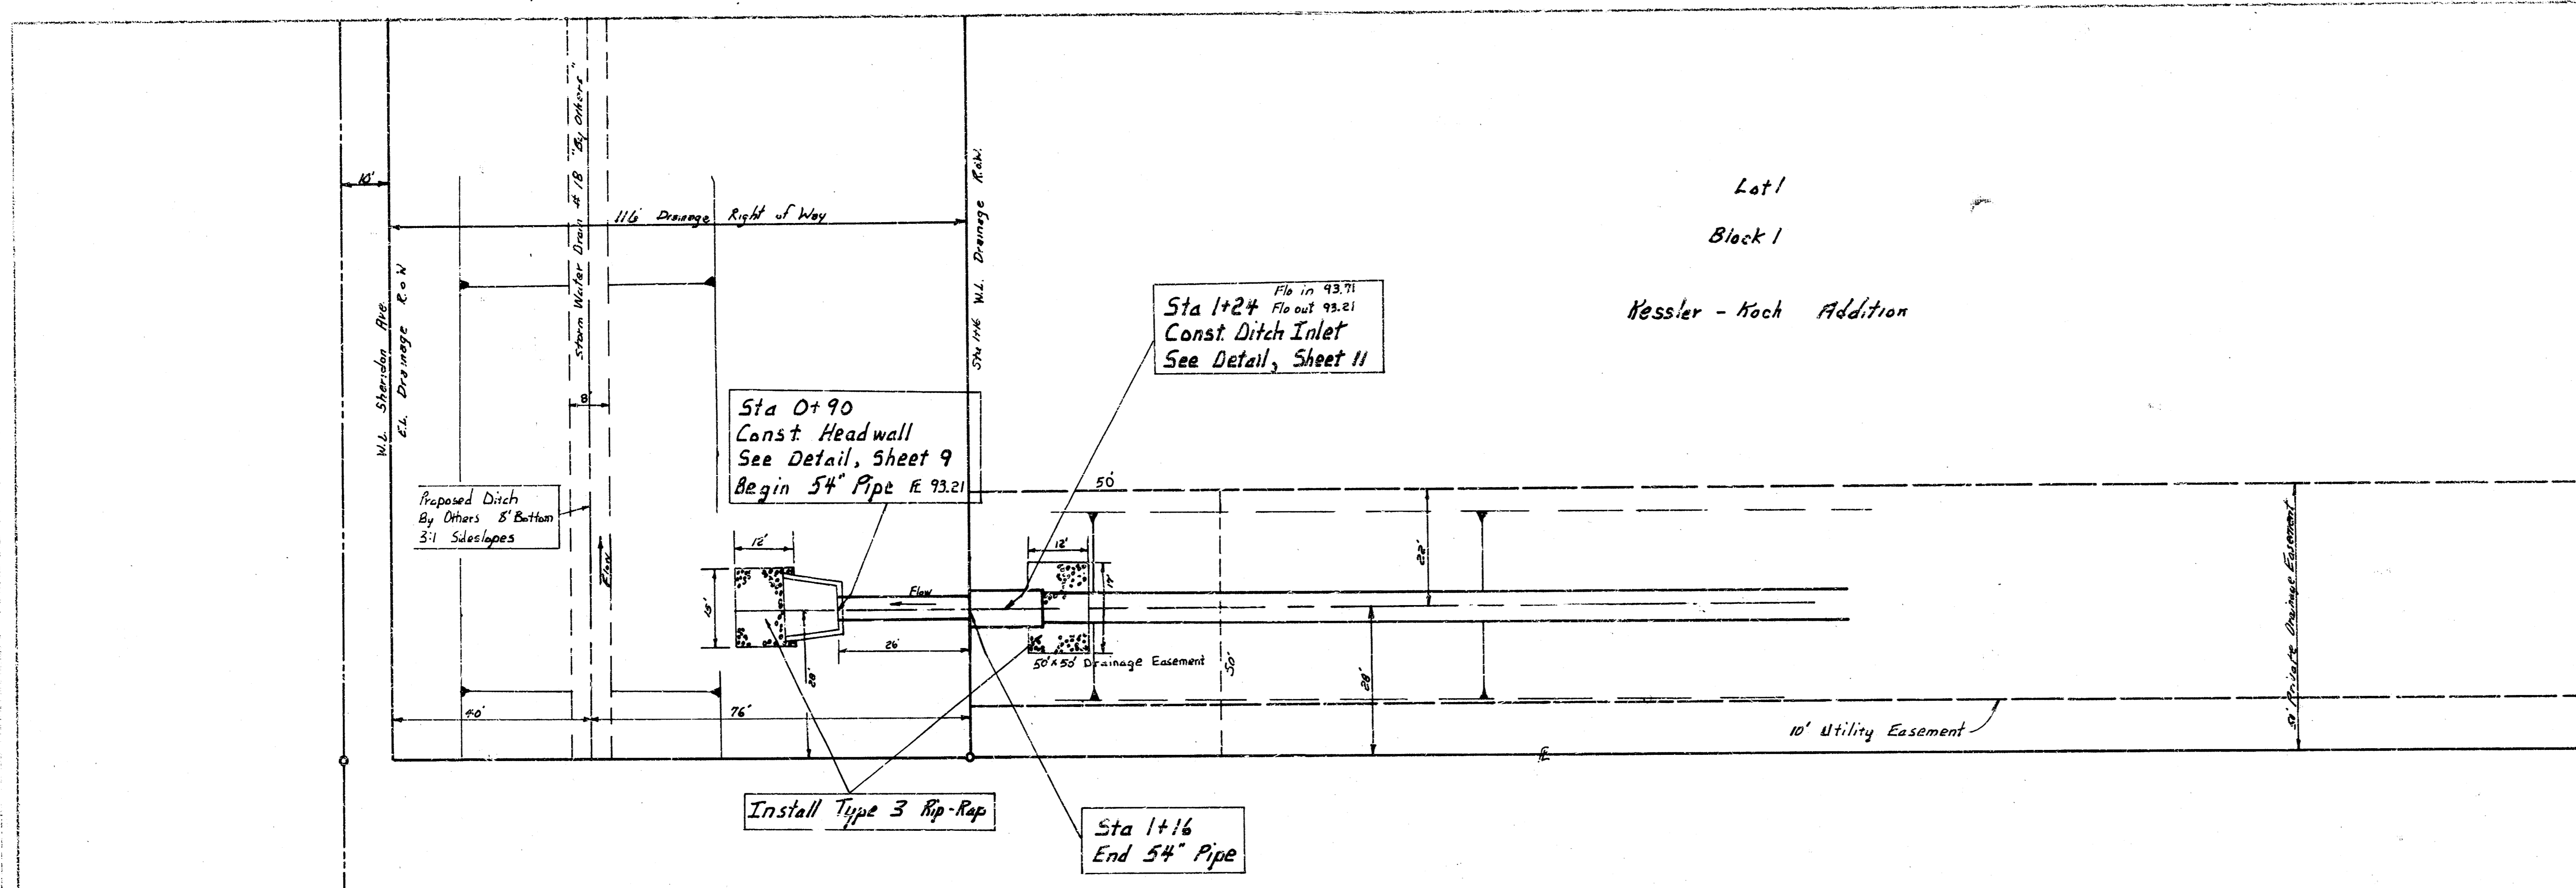 10'
W.L. Sheridan Ave.
E.L. Drainage R.o.W
116' Drainage Right of Way
Storm Water Drain # 18 "By Others"
8'
Sta 1+16 W.L. Drainage R.o.W.
Lot 1
Block 1
Kessler - Koch Addition
Flo in 93.71
Sta 1+24 Flo out 93.21
Const. Ditch Inlet
See Detail, Sheet 11
Sta 0+90
Const. Headwall
See Detail, Sheet 9
Begin 54" Pipe FE 93.21
Proposed Ditch
By Others 8' Bottom
3:1 Sideslopes
Flow
12'
15'
Flow
26'
28'
12'
17'
50'
22'
50' x 50' Drainage Easement
50'
28'
50' Private Drainage Easement
40'
76'
10' Utility Easement
Install Type 3 Rip-Rap
Sta 1+16
End 54" Pipe